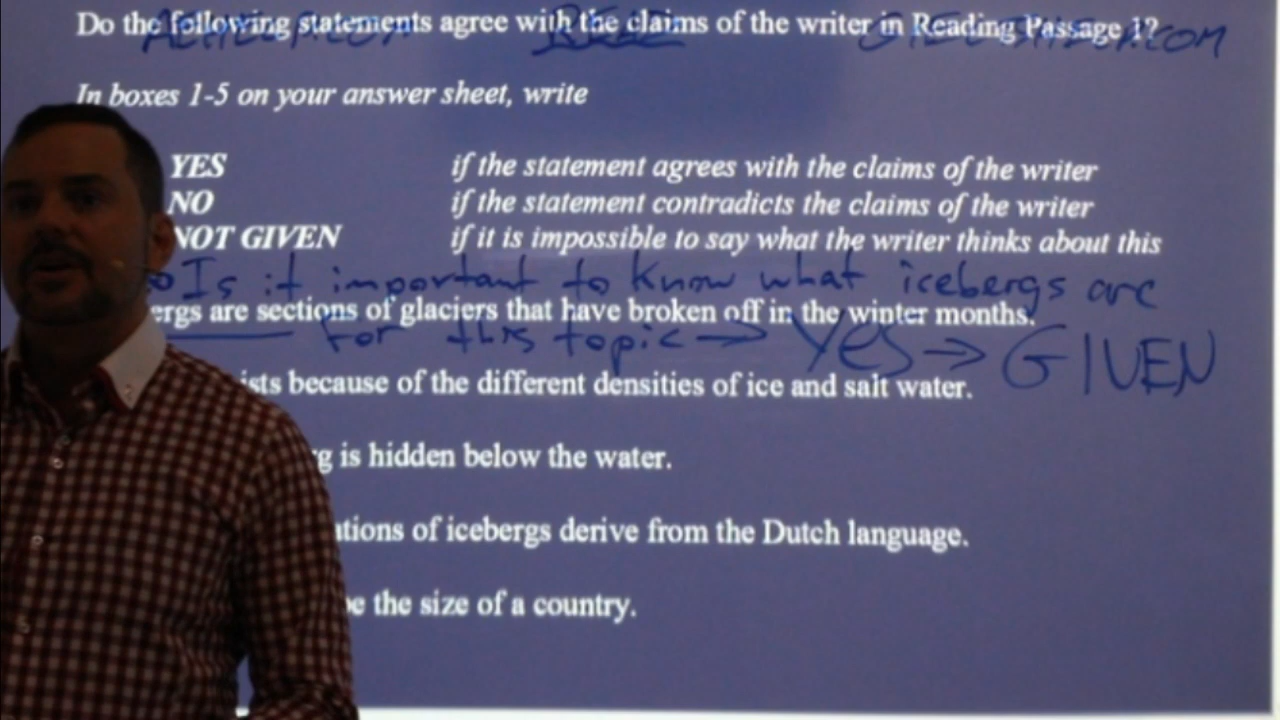 Do the following statements agree with the claims of the writer in Reading Passage 1?
In boxes 1-5 on your answer sheet, write
YES if the statement agrees with the claims of the writer
NO if the statement contradicts the claims of the writer
NOT GIVEN if it is impossible to say what the writer thinks about this
Is it important to know what icebergs are
ergs are sections of glaciers that have broken off in the winter months.
for this topic → Yes → GIVEN
ists because of the different densities of ice and salt water.
g is hidden below the water.
ations of icebergs derive from the Dutch language.
be the size of a country.